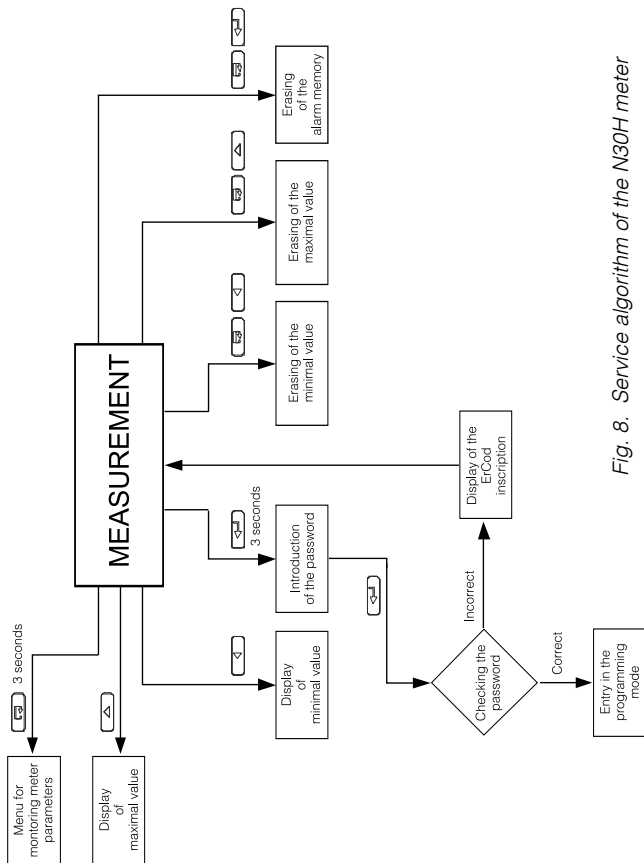 MEASUREMENT
3 seconds
Menu for
montoring meter
parameters
Display
of
maximal value
Display
of
minimal value
3 seconds
Introduction
of the password
Erasing of the
minimal value
Erasing of the
maximal value
Erasing
of the
alarm memory
Checking the
password
Incorrect
Display of the
ErCod
inscription
Correct
Entry in the
programming
mode
Fig. 8. Service algorithm of the N30H meter